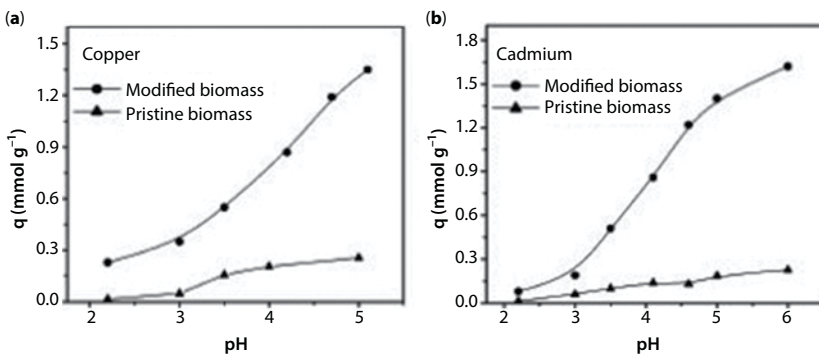 (a)
Copper
Modified biomass
Pristine biomass
q (mmol g⁻¹)
1.5
1.2
0.9
0.6
0.3
0.0
2 3 4 5
pH
(b)
Cadmium
Modified biomass
Pristine biomass
q (mmol g⁻¹)
1.8
1.5
1.2
0.9
0.6
0.3
0.0
2 3 4 5 6
pH